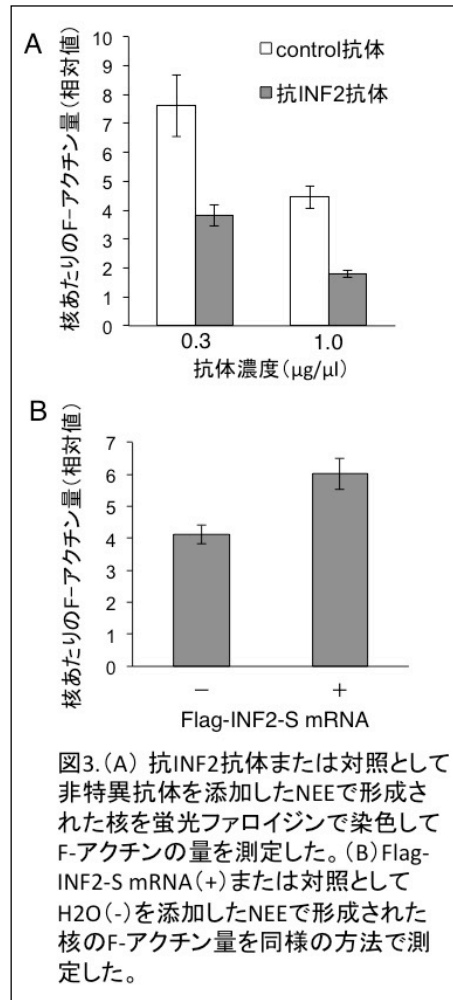 A
核あたりのF-アクチン量(相対値)
10
9
8
7
6
5
4
3
2
1
0
□control抗体
■抗INF2抗体
0.3 1.0
抗体濃度(μg/μl)
B
核あたりのF-アクチン量(相対値)
7
6
5
4
3
2
1
0
− +
Flag-INF2-S mRNA
図3.(A) 抗INF2抗体または対照として
非特異抗体を添加したNEEで形成さ
れた核を蛍光ファロイジンで染色して
F-アクチンの量を測定した。(B)Flag-
INF2-S mRNA(+)または対照として
H2O(-)を添加したNEEで形成された
核のF-アクチン量を同様の方法で測
定した。